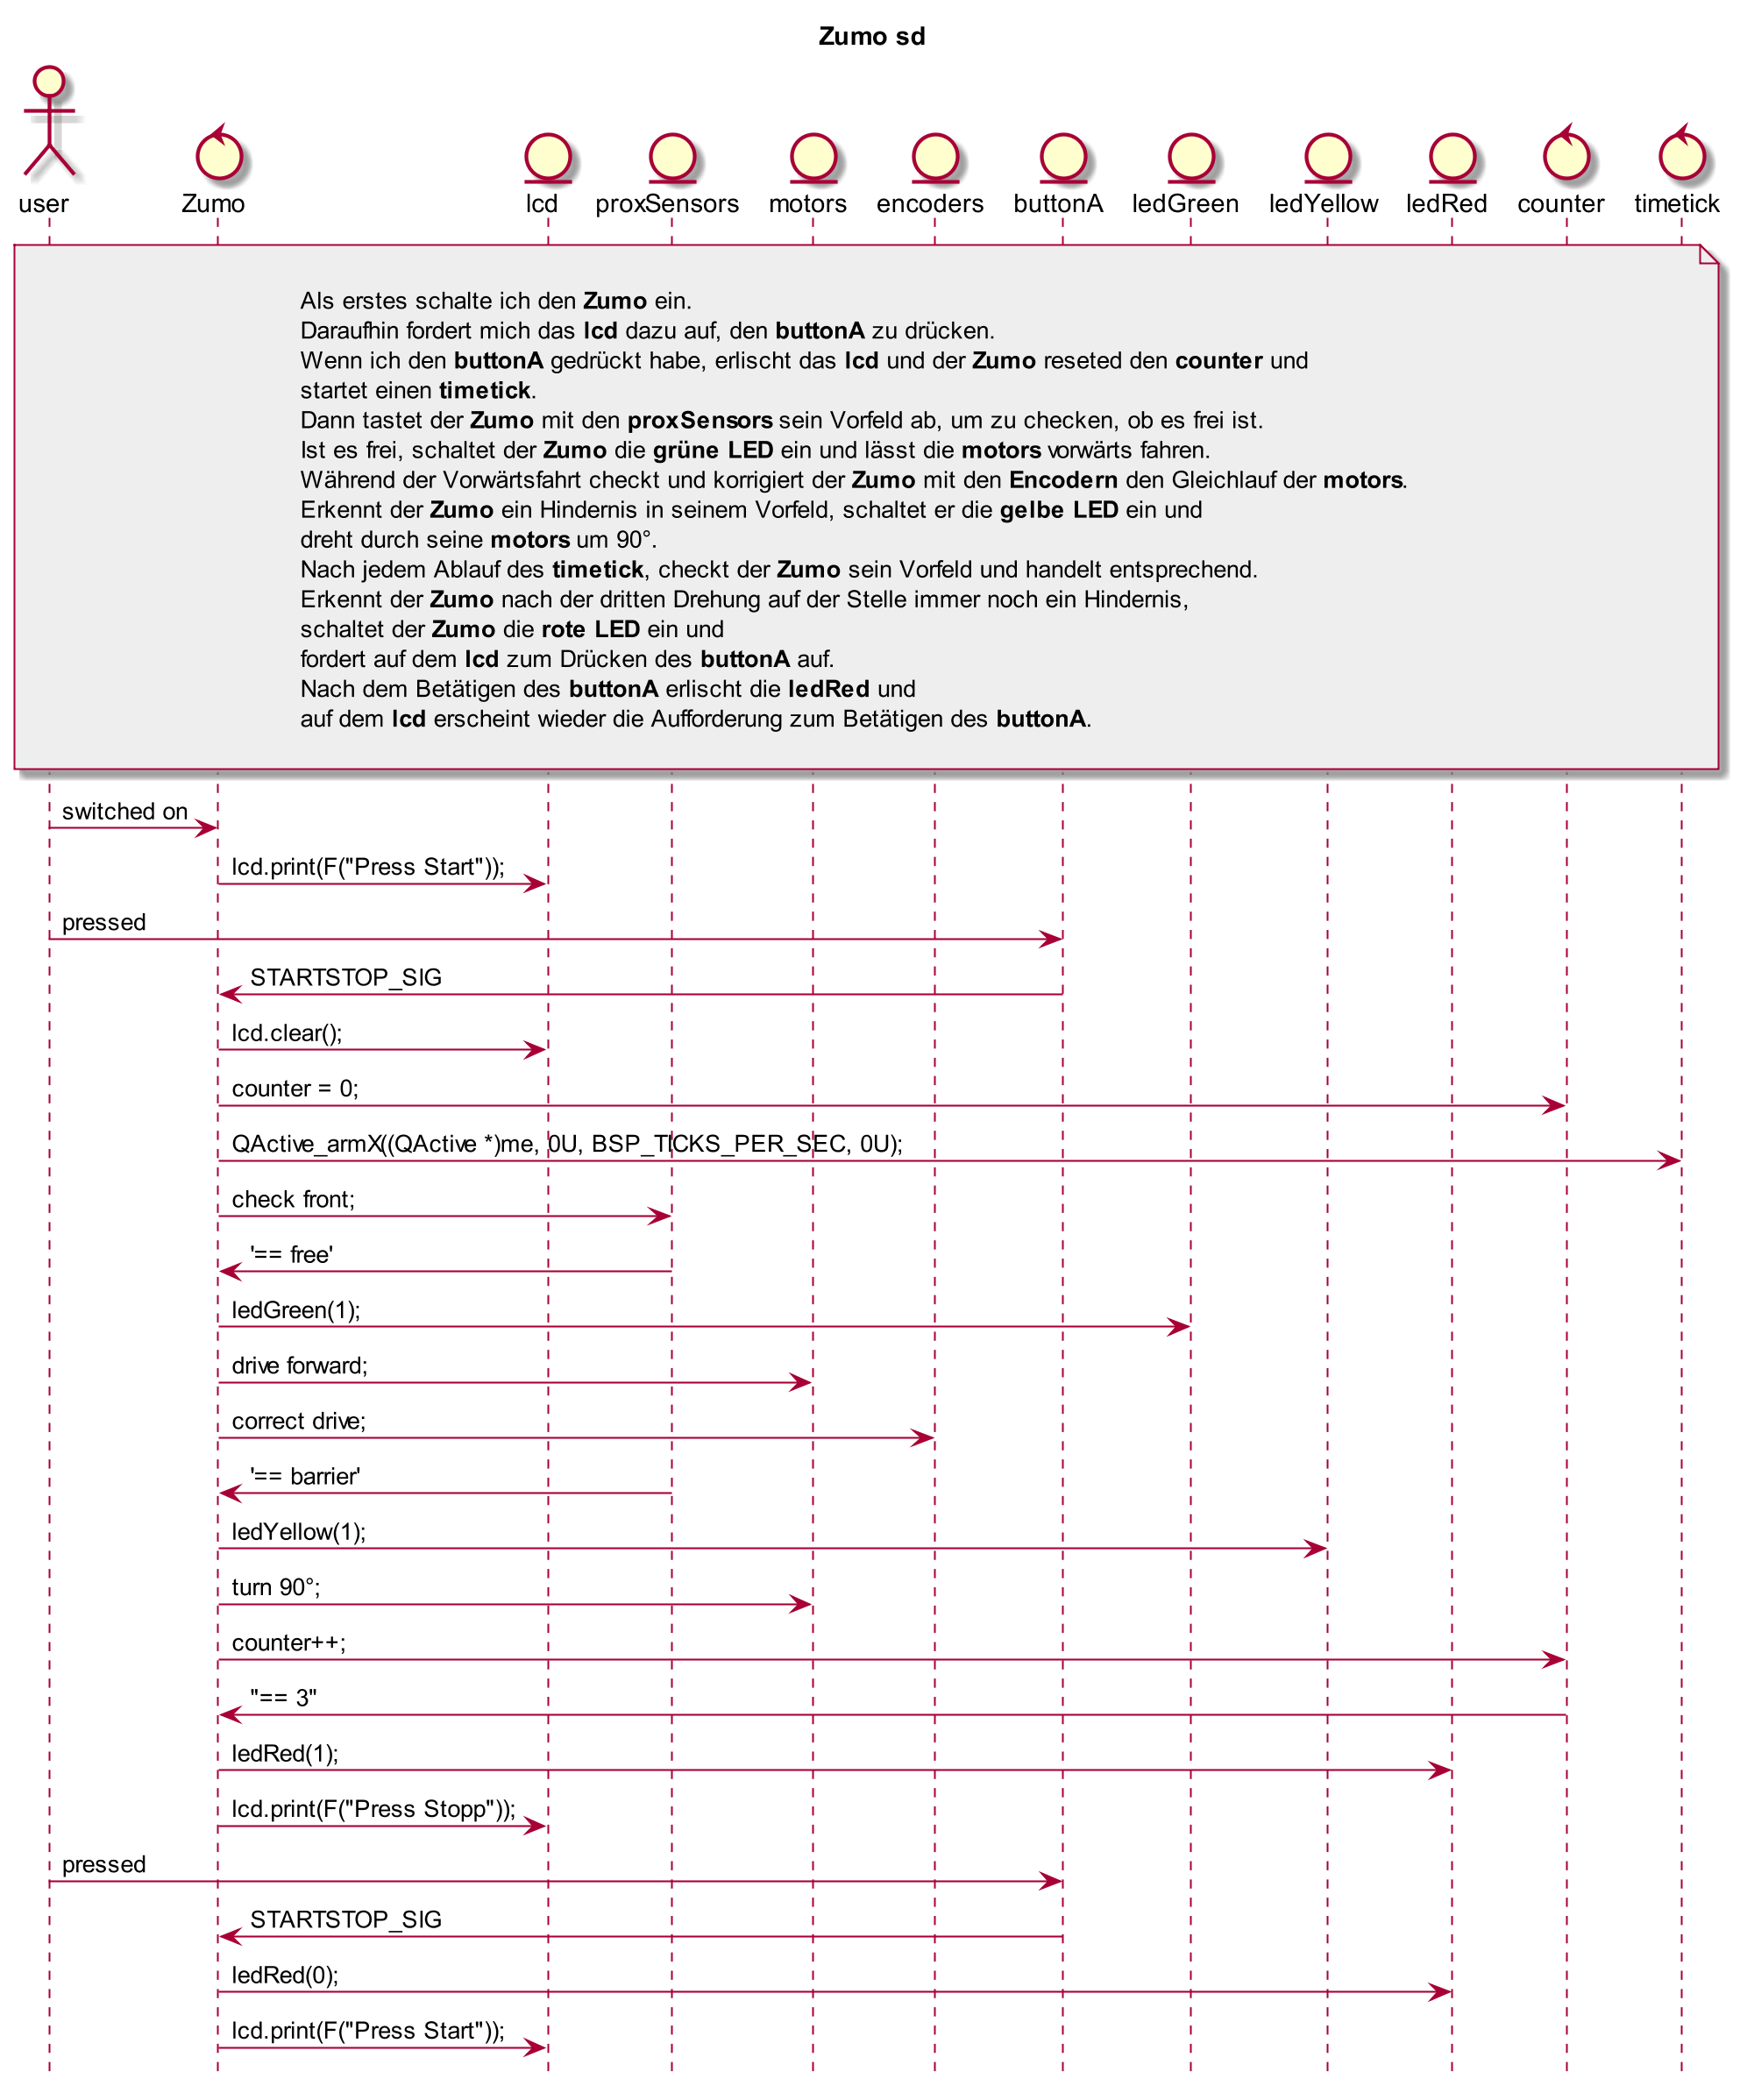 Zumo sd
user Zumo lcd proxSensors motors encoders buttonA ledGreen ledYellow ledRed counter timetick
Als erstes schalte ich den Zumo ein.
Daraufhin fordert mich das lcd dazu auf, den buttonA zu drücken.
Wenn ich den buttonA gedrückt habe, erlischt das lcd und der Zumo reseted den counter und
startet einen timetick.
Dann tastet der Zumo mit den proxSensors sein Vorfeld ab, um zu checken, ob es frei ist.
Ist es frei, schaltet der Zumo die grüne LED ein und lässt die motors vorwärts fahren.
Während der Vorwärtsfahrt checkt und korrigiert der Zumo mit den Encodern den Gleichlauf der motors.
Erkennt der Zumo ein Hindernis in seinem Vorfeld, schaltet er die gelbe LED ein und
dreht durch seine motors um 90°.
Nach jedem Ablauf des timetick, checkt der Zumo sein Vorfeld und handelt entsprechend.
Erkennt der Zumo nach der dritten Drehung auf der Stelle immer noch ein Hindernis,
schaltet der Zumo die rote LED ein und
fordert auf dem lcd zum Drücken des buttonA auf.
Nach dem Betätigen des buttonA erlischt die ledRed und
auf dem lcd erscheint wieder die Aufforderung zum Betätigen des buttonA.
switched on
lcd.print(F("Press Start"));
pressed
STARTSTOP_SIG
lcd.clear();
counter = 0;
QActive_armX((QActive *)me, 0U, BSP_TICKS_PER_SEC, 0U);
check front;
'== free'
ledGreen(1);
drive forward;
correct drive;
'== barrier'
ledYellow(1);
turn 90°;
counter++;
"== 3"
ledRed(1);
lcd.print(F("Press Stopp"));
pressed
STARTSTOP_SIG
ledRed(0);
lcd.print(F("Press Start"));